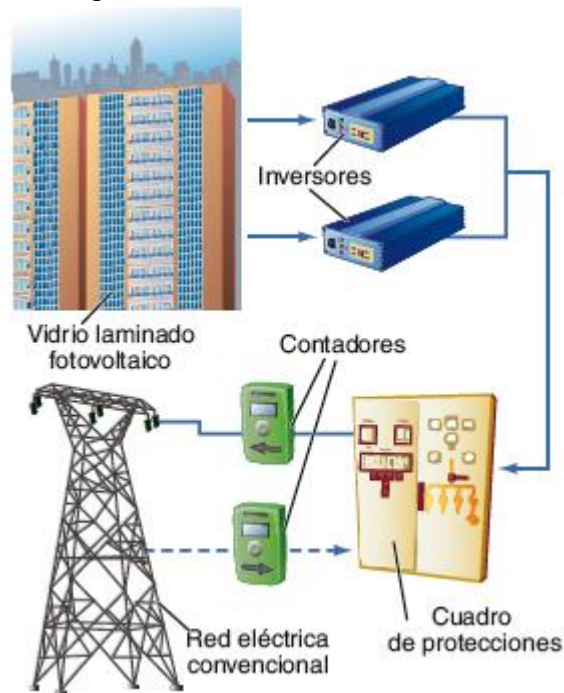 Inversores
Vidrio laminado
fotovoltaico
Contadores
Red eléctrica
convencional
Cuadro
de protecciones